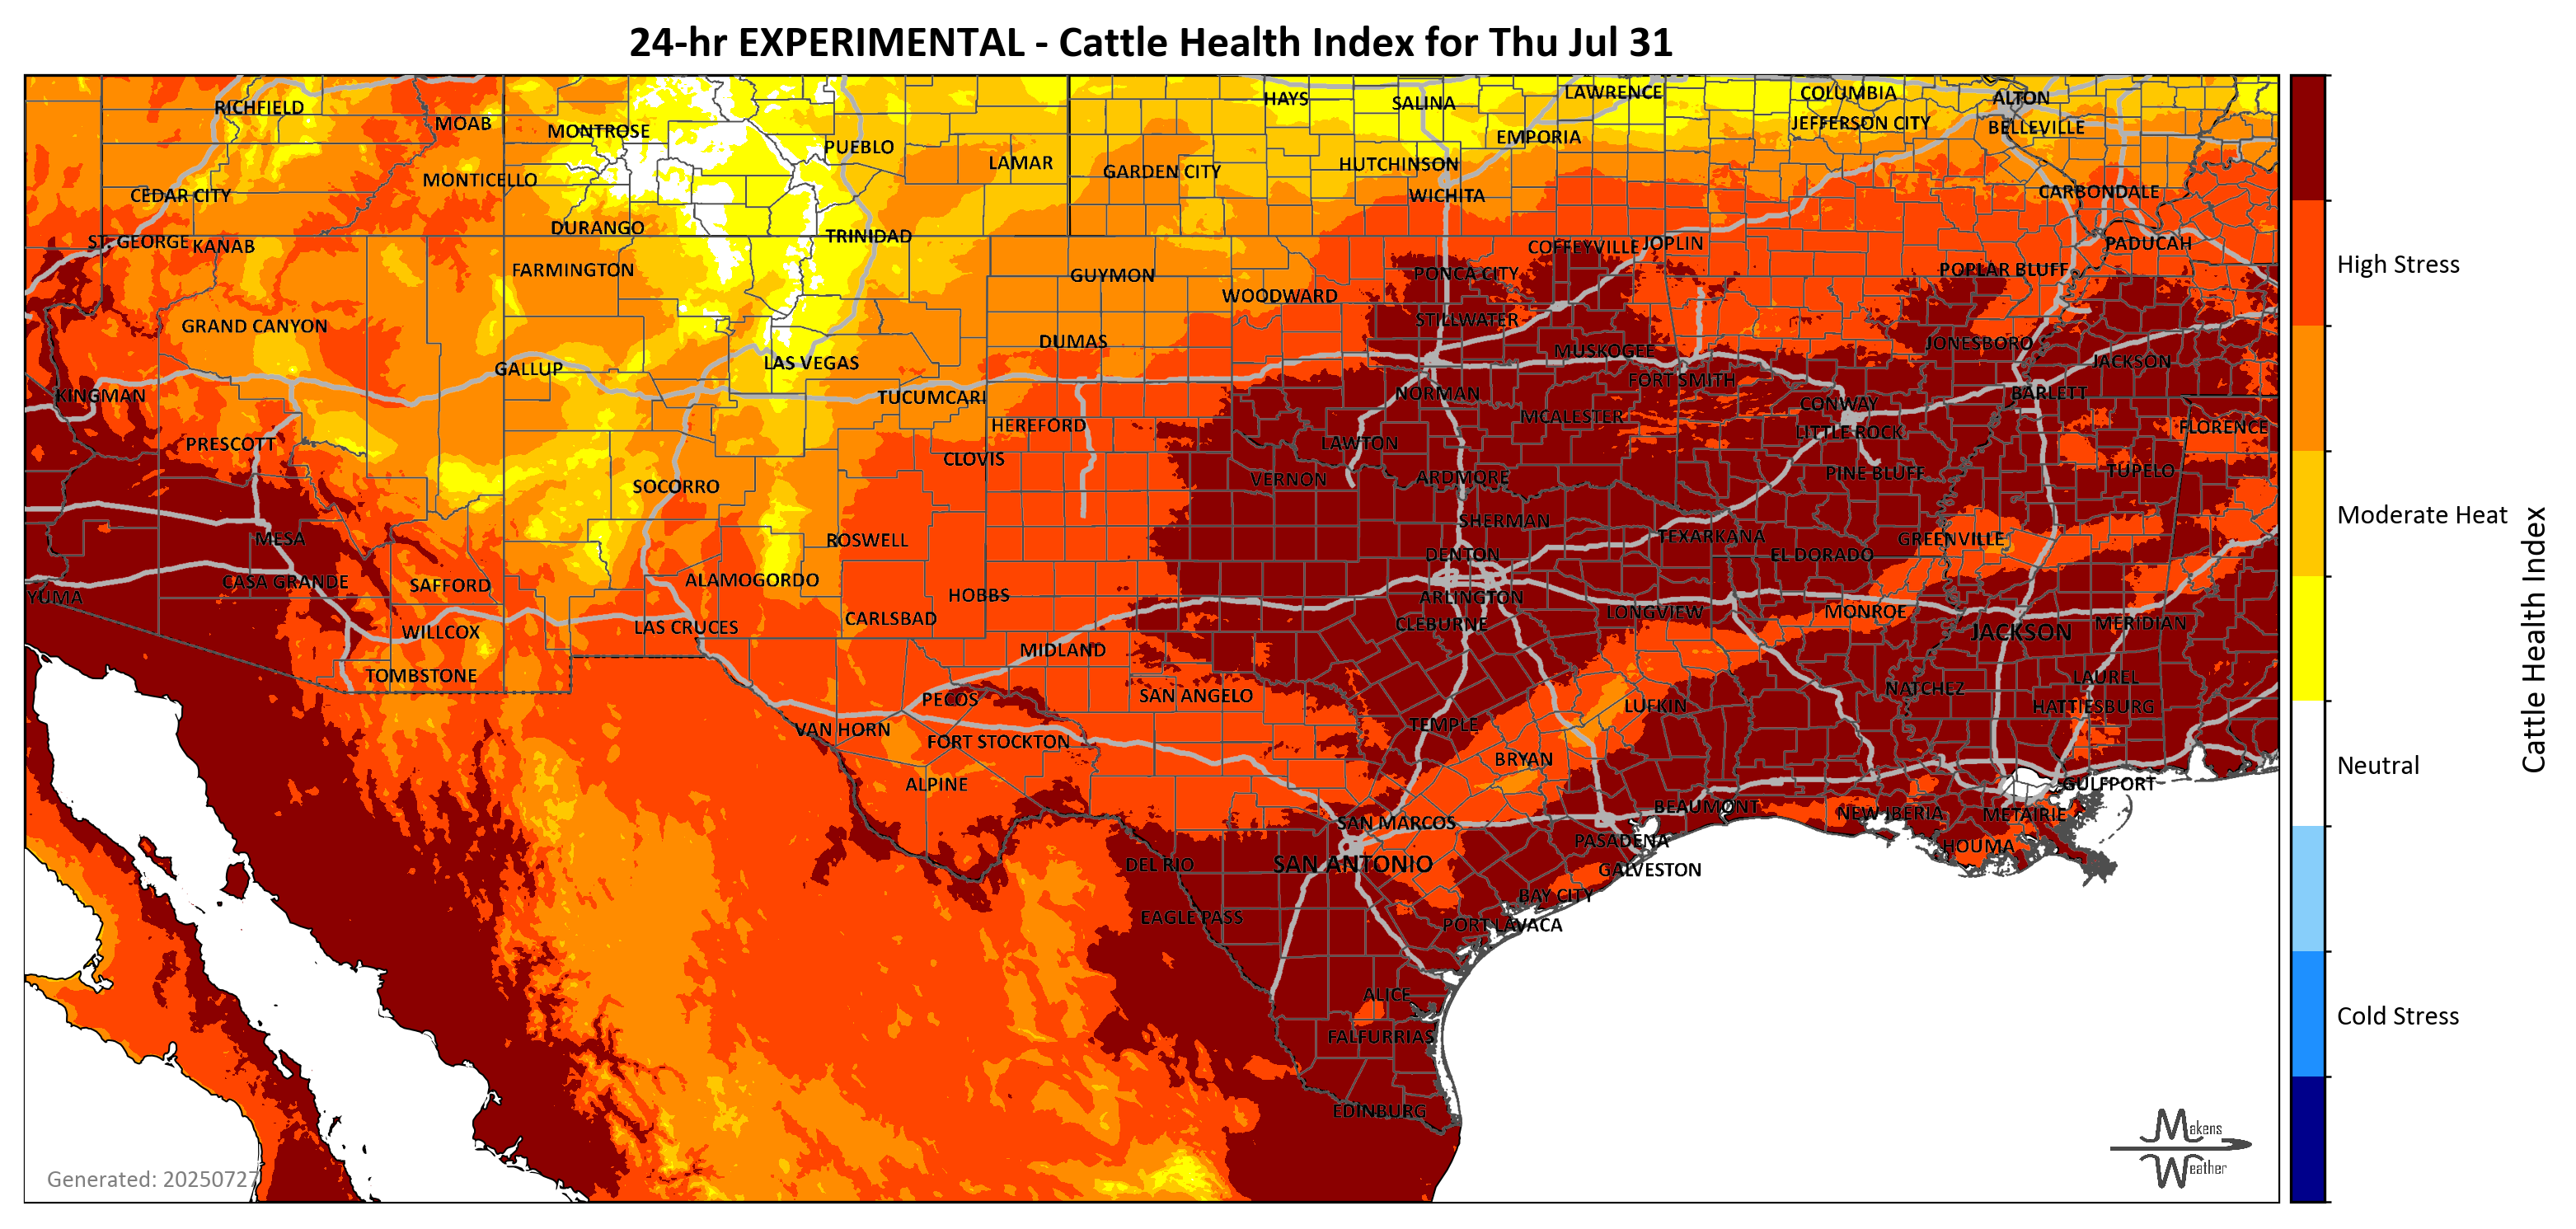 24-hr EXPERIMENTAL - Cattle Health Index for Thu Jul 31
RICHFIELD
MOAB
MONTROSE
PUEBLO
LAMAR
HAYS
SALINA
LAWRENCE
COLUMBIA
ALTON
JEFFERSON CITY
BELLEVILLE
EMPORIA
HUTCHINSON
GARDEN CITY
MONTICELLO
CEDAR CITY
WICHITA
CARBONDALE
DURANGO
TRINIDAD
ST. GEORGE
KANAB
COFFEYVILLE
JOPLIN
PADUCAH
FARMINGTON
GUYMON
PONCA CITY
POPLAR BLUFF
High Stress
WOODWARD
GRAND CANYON
STILLWATER
DUMAS
MUSKOGEE
JONESBORO
JACKSON
GALLUP
LAS VEGAS
FORT SMITH
KINGMAN
TUCUMCARI
NORMAN
BARLETT
CONWAY
MCALESTER
HEREFORD
LITTLE ROCK
FLORENCE
PRESCOTT
LAWTON
CLOVIS
PINE BLUFF
TUPELO
SOCORRO
VERNON
ARDMORE
Moderate Heat
SHERMAN
MESA
ROSWELL
TEXARKANA
GREENVILLE
DENTON
EL DORADO
CASA GRANDE
SAFFORD
ALAMOGORDO
YUMA
HOBBS
ARLINGTON
CARLSBAD
LONGVIEW
MONROE
CLEBURNE
MERIDIAN
WILLCOX
LAS CRUCES
JACKSON
MIDLAND
TOMBSTONE
LAUREL
NATCHEZ
PECOS
SAN ANGELO
LUFKIN
HATTIESBURG
VAN HORN
TEMPLE
FORT STOCKTON
BRYAN
Neutral
ALPINE
GULFPORT
BEAUMONT
NEW IBERIA
METAIRIE
SAN MARCOS
PASADENA
HOUMA
DEL RIO
SAN ANTONIO
GALVESTON
BAY CITY
EAGLE PASS
PORT LAVACA
ALICE
Cold Stress
FALFURRIAS
EDINBURG
Cattle Health Index
Makens
Weather
Generated: 20250727